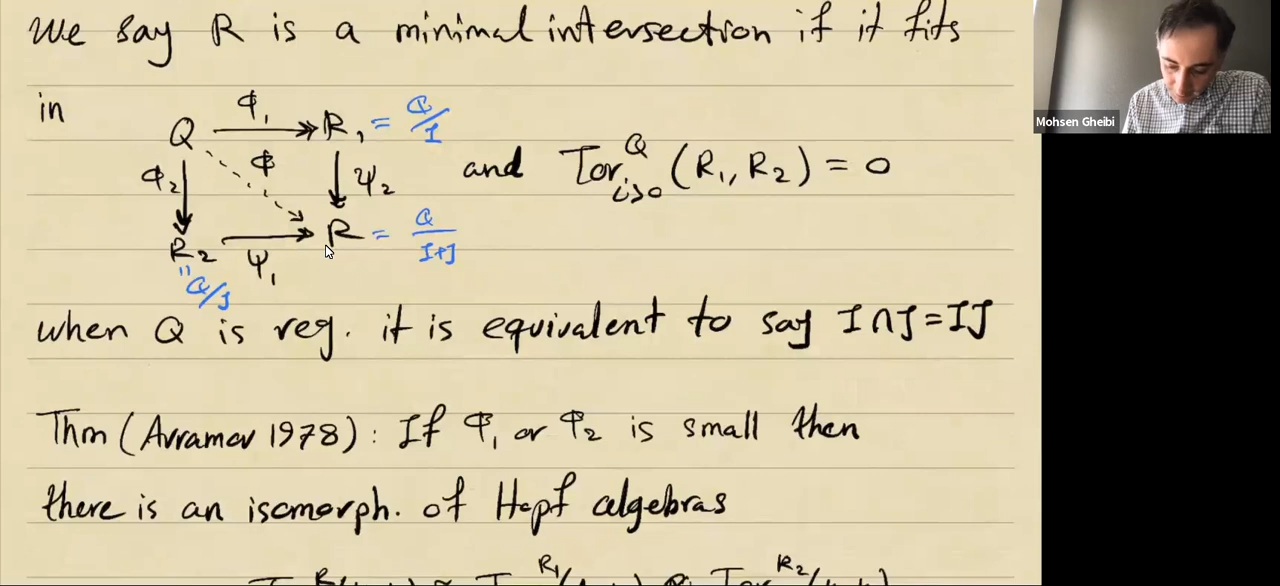 We say R is a minimal intersection if it fits
in
Q Φ₁ R₁ = Q/I
Φ₂ Φ ψ₂ and Tor^Q_{i>0} (R₁, R₂) = 0
R₂ ψ₁ R = Q/I+J
" Q/J
when Q is reg. it is equivalent to say I∩J = IJ
Thm (Avramov 1978): If Φ₁ or Φ₂ is small then
there is an isomorph. of Hopf algebras
Mohsen Gheibi